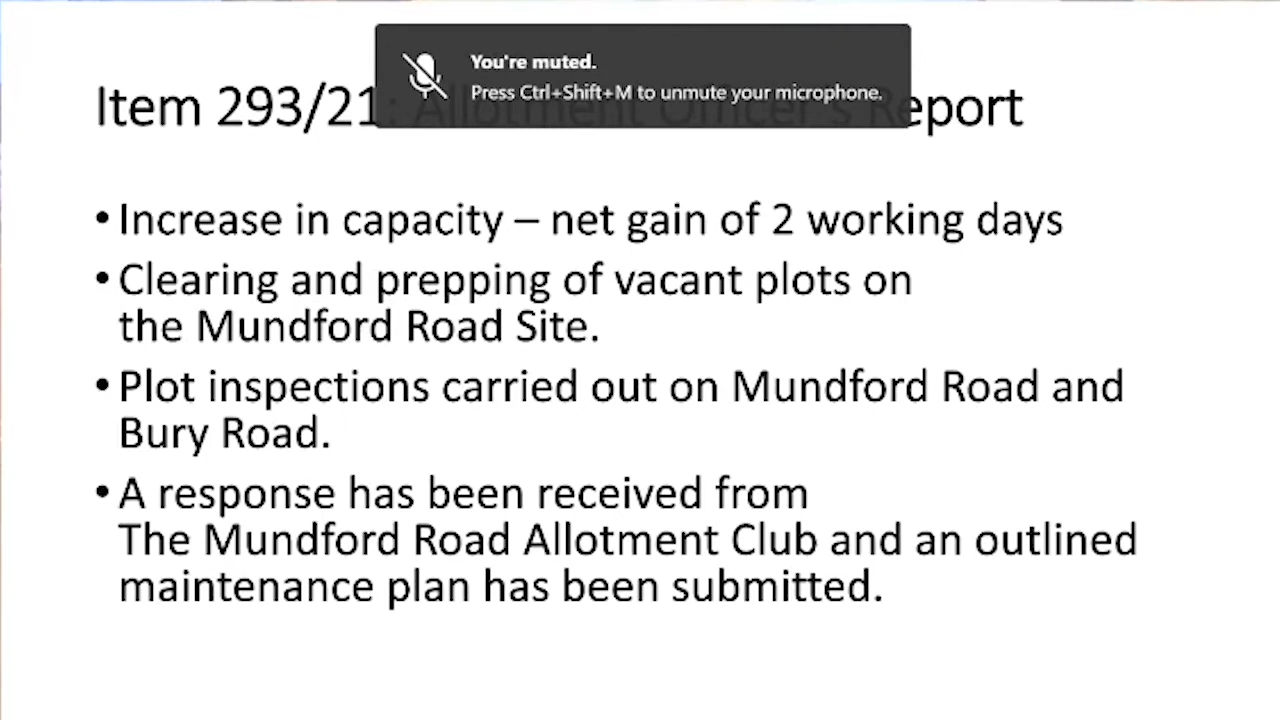 You're muted.
Press Ctrl+Shift+M to unmute your microphone.
Item 293/21: Allotment Officer's Report
• Increase in capacity – net gain of 2 working days
• Clearing and prepping of vacant plots on
the Mundford Road Site.
• Plot inspections carried out on Mundford Road and
Bury Road.
• A response has been received from
The Mundford Road Allotment Club and an outlined
maintenance plan has been submitted.